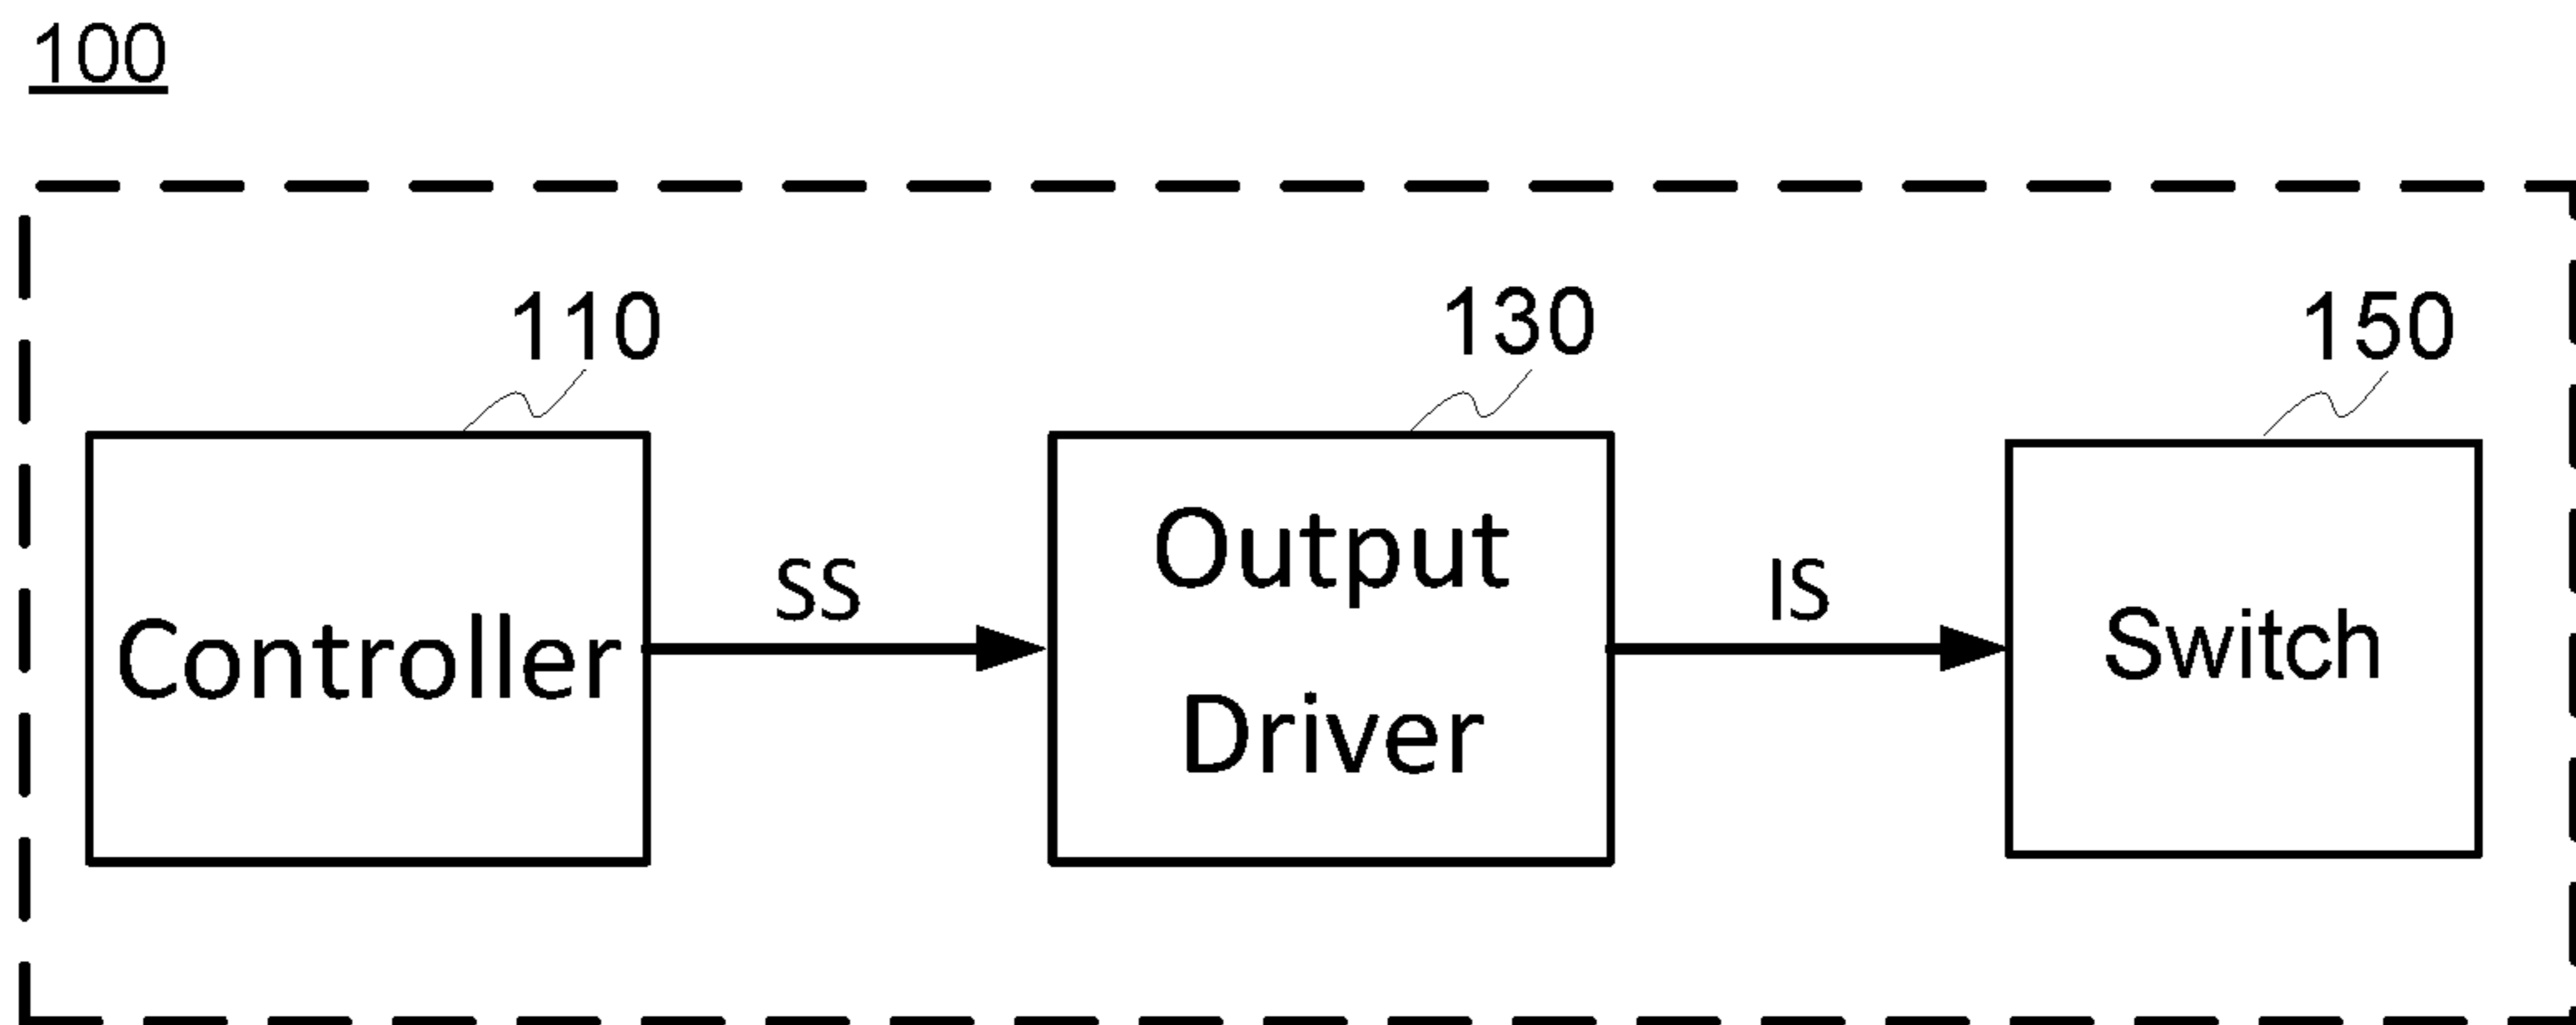 100
110
130
150
Controller
SS
Output
Driver
IS
Switch